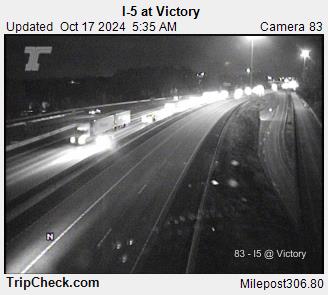 I-5 at Victory
Updated Oct 17 2024 5:35 AM Camera 83
T
N
83 - I5 @ Victory
TripCheck.com Milepost306.80